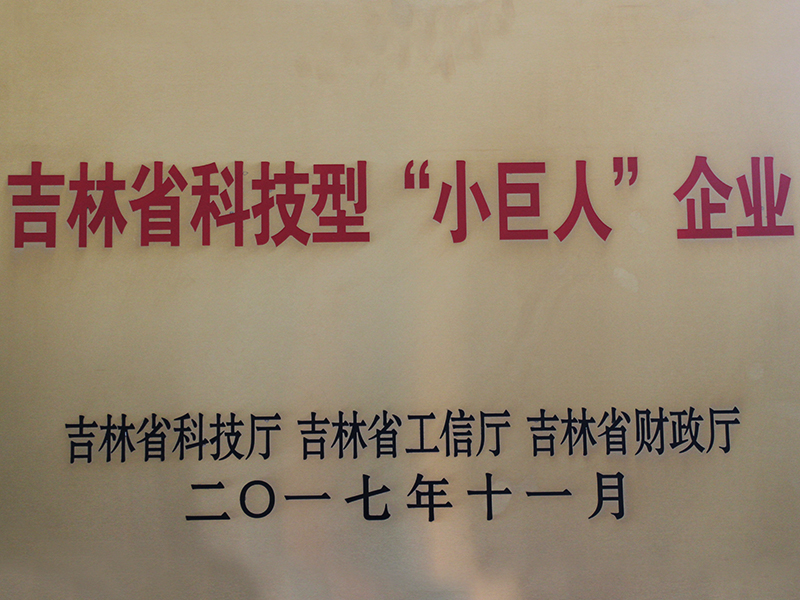 吉林省科技型“小巨人”企业
吉林省科技厅 吉林省工信厅 吉林省财政厅
二〇一七年十一月